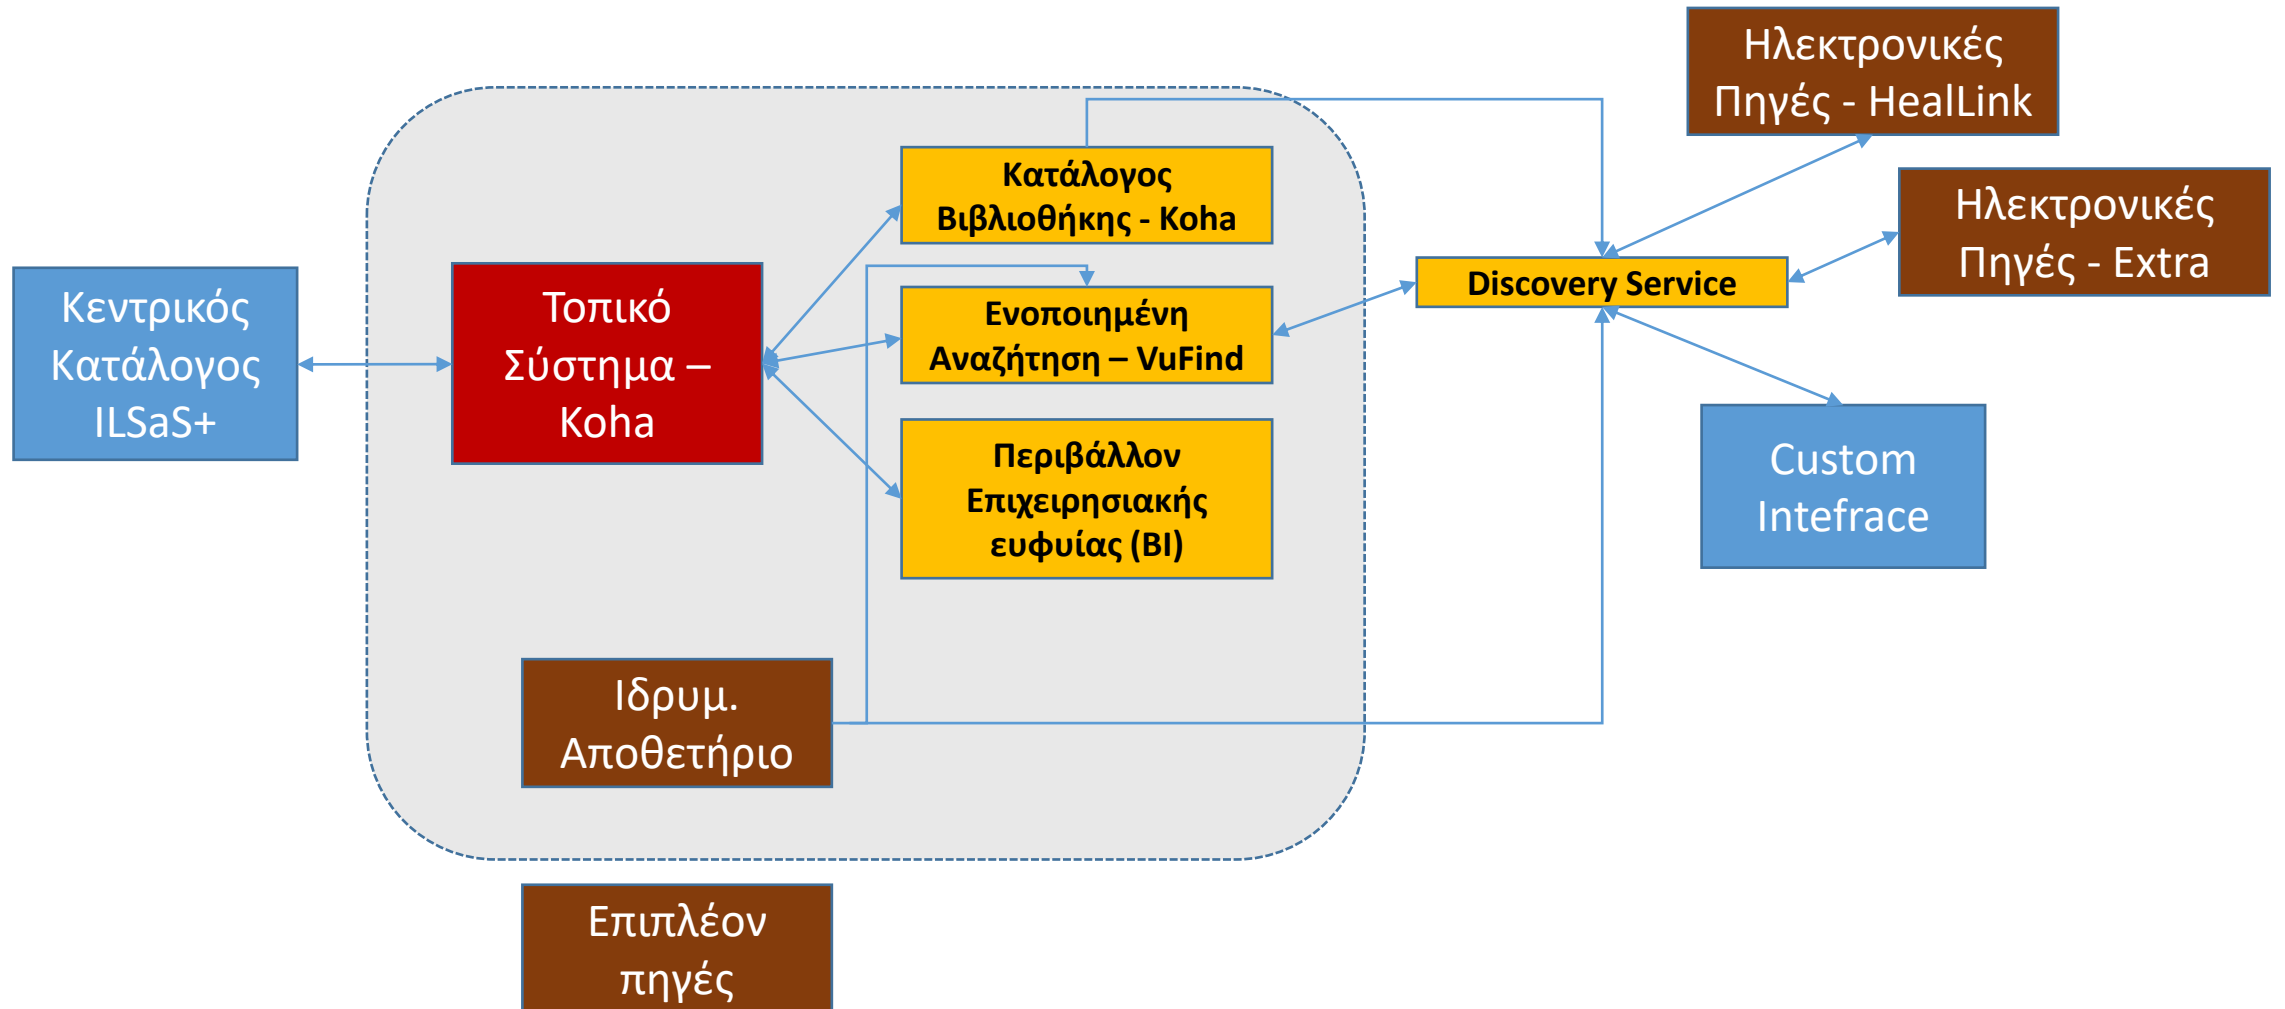 Ηλεκτρονικές
Πηγές - HealLink
Κατάλογος
Βιβλιοθήκης - Koha
Ηλεκτρονικές
Πηγές - Extra
Κεντρικός
Κατάλογος
ILSaS+
Τοπικό
Σύστημα –
Koha
Ενοποιημένη
Αναζήτηση – VuFind
Discovery Service
Περιβάλλον
Επιχειρησιακής
ευφυίας (BI)
Custom
Intefrace
Ιδρυμ.
Αποθετήριο
Επιπλέον
πηγές